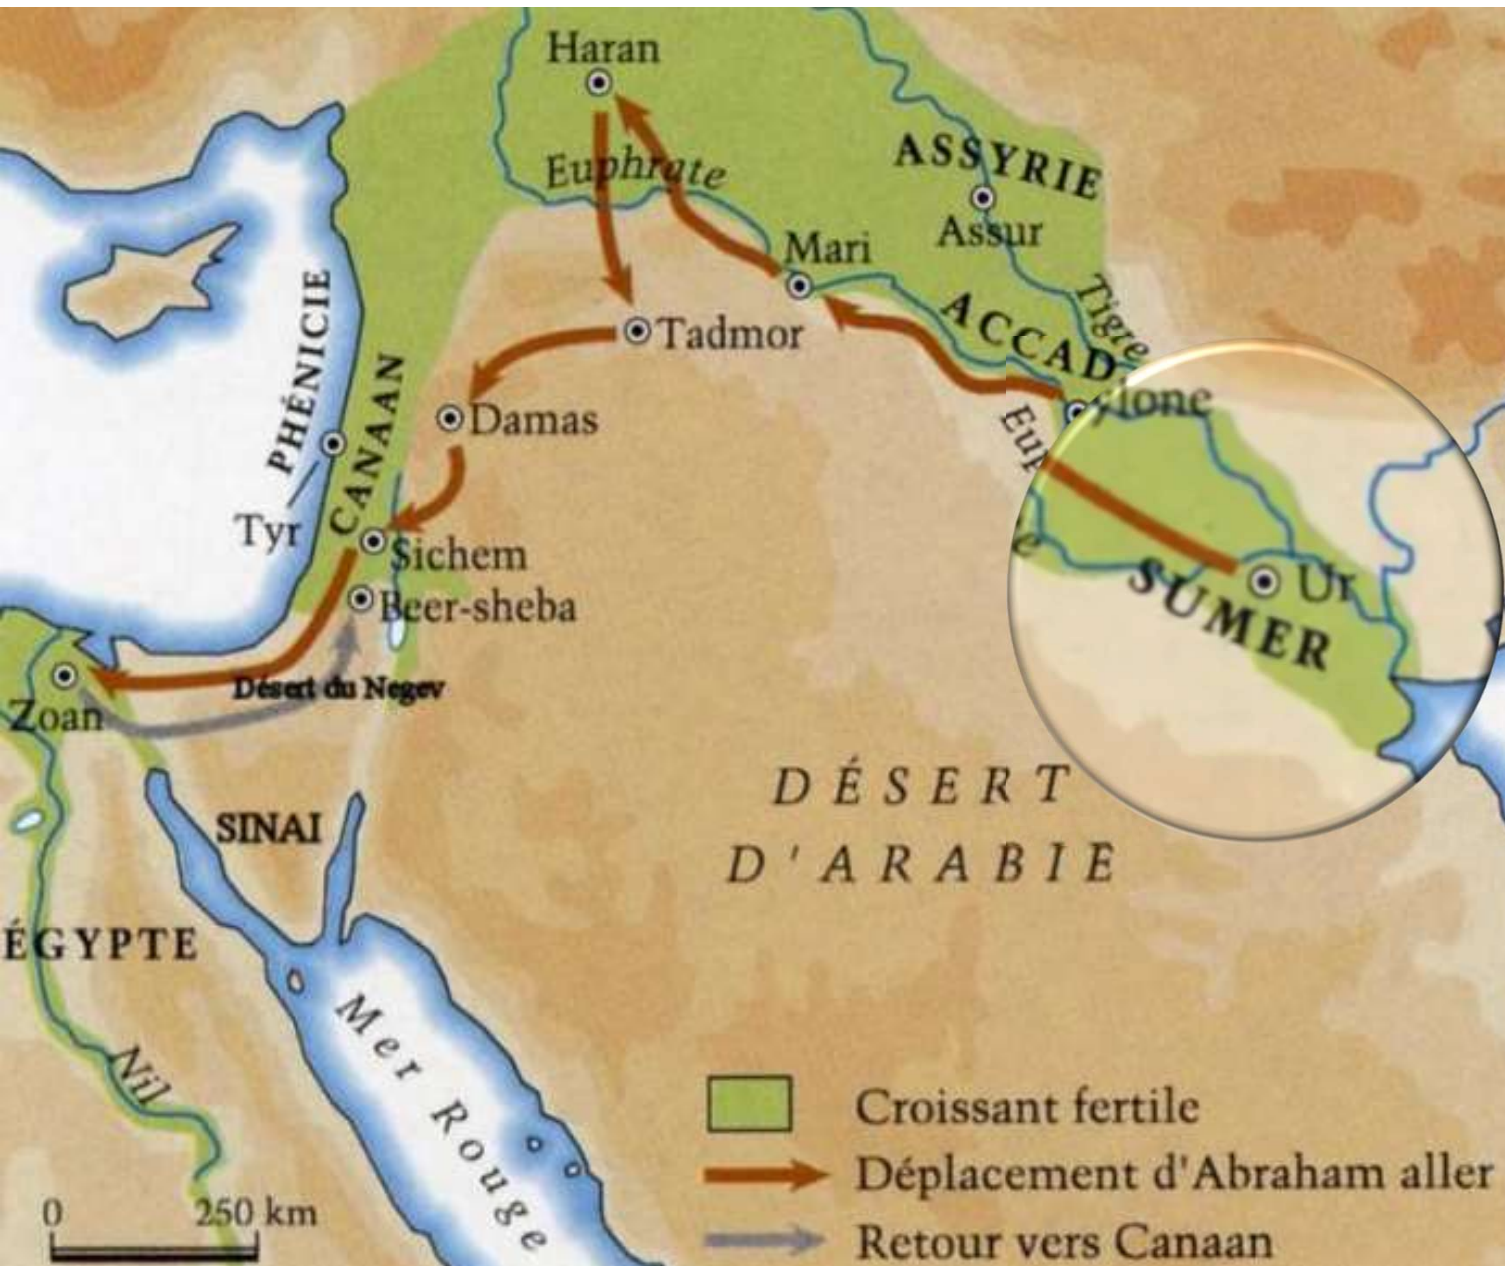 Haran
Euphrate
ASSYRIE
Assur
Mari
Tigre
ACCAD
Tadmor
PHÉNICIE
CANAAN
Damas
Tyr
Sichem
Beer-sheba
Ur
SUMER
Désert du Negev
Zoan
SINAI
DÉSERT
D'ARABIE
ÉGYPTE
Nil
Mer Rouge
Croissant fertile
Déplacement d'Abraham aller
Retour vers Canaan
0 250 km